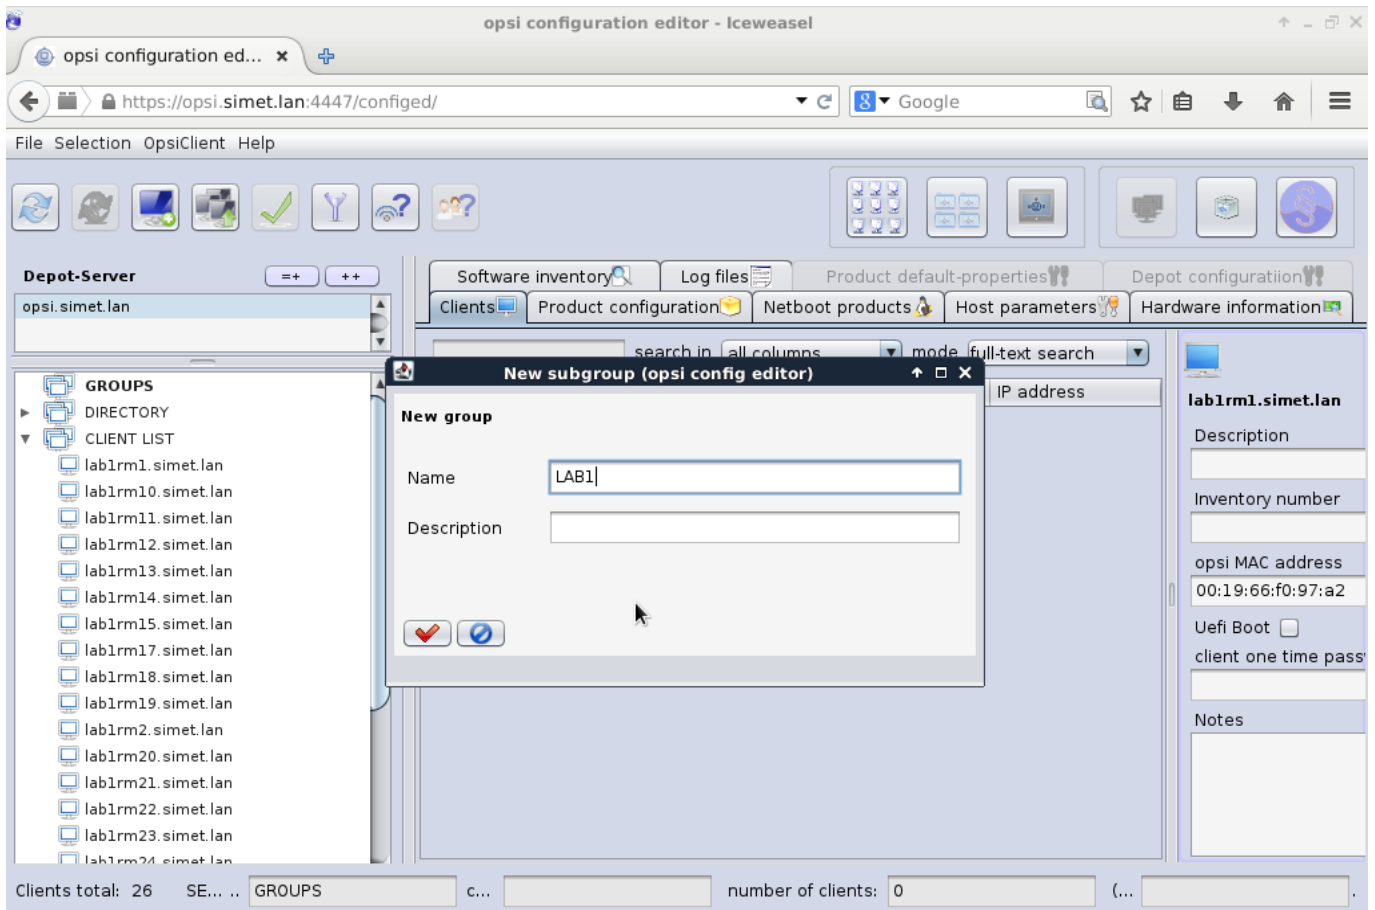 opsi configuration editor - Iceweasel
opsi configuration ed...
https://opsi.simet.lan:4447/configed/
Google
File Selection OpsiClient Help
Depot-Server
=+ ++
opsi.simet.lan
Software inventory Log files Product default-properties Depot configuratiion
Clients Product configuration Netboot products Host parameters Hardware information
search in all columns mode full-text search
IP address
GROUPS
DIRECTORY
CLIENT LIST
lab1rm1.simet.lan
lab1rm10.simet.lan
lab1rm11.simet.lan
lab1rm12.simet.lan
lab1rm13.simet.lan
lab1rm14.simet.lan
lab1rm15.simet.lan
lab1rm17.simet.lan
lab1rm18.simet.lan
lab1rm19.simet.lan
lab1rm2.simet.lan
lab1rm20.simet.lan
lab1rm21.simet.lan
lab1rm22.simet.lan
lab1rm23.simet.lan
lab1rm24.simet.lan
New subgroup (opsi config editor)
New group
Name LAB1
Description
lab1rm1.simet.lan
Description
Inventory number
opsi MAC address
00:19:66:f0:97:a2
Uefi Boot
client one time pass
Notes
Clients total: 26 SE... .. GROUPS c... number of clients: 0 (... .